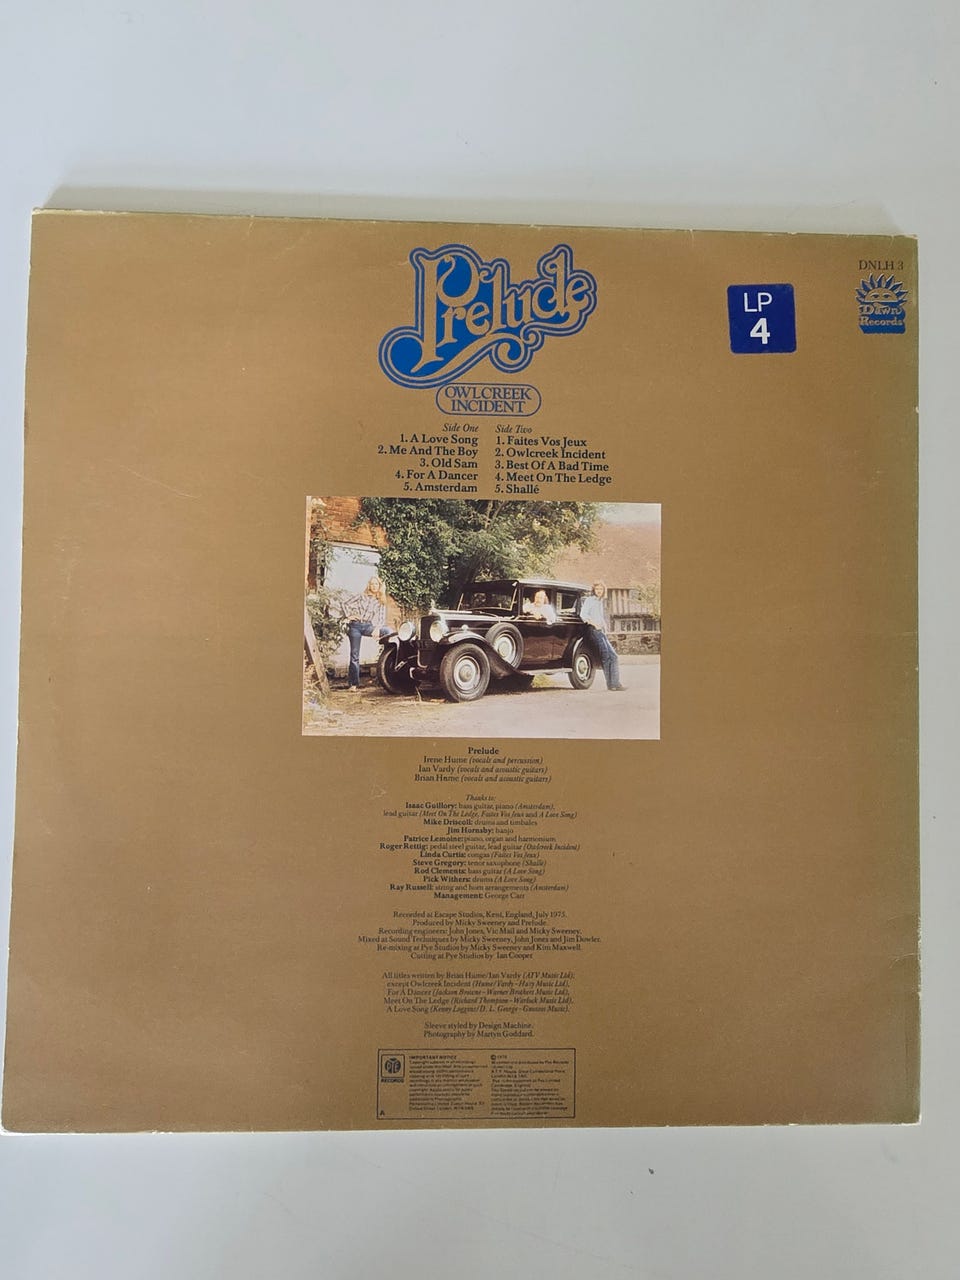 DNLH 3
Prelude
LP
4
Dawn
Records
OWLCREEK
INCIDENT
Side One
1. A Love Song
2. Me And The Boy
3. Old Sam
4. For A Dancer
5. Amsterdam
Side Two
1. Faites Vos Jeux
2. Owlcreek Incident
3. Best Of A Bad Time
4. Meet On The Ledge
5. Shallé
Prelude
Irene Hume (vocals and percussion)
Ian Vardy (vocals and acoustic guitars)
Brian Hume (vocals and acoustic guitars)
Thanks to:
Isaac Guillory: bass guitar, piano (Amsterdam),
lead guitar (Meet On The Ledge, Faites Vos Jeux and A Love Song)
Mike Driscoll: drums and timbales
Jim Hornsby: banjo
Patrice Lemoine: piano, organ and harmonium
Roger Rettig: pedal steel guitar, lead guitar (Owlcreek Incident)
Linda Curtis: congas (Faites Vos Jeux)
Steve Gregory: tenor saxophone (Shallé)
Rod Clements: bass guitar (A Love Song)
Pick Withers: drums (A Love Song)
Ray Russell: string and horn arrangements (Amsterdam)
Management: George Carr
Recorded at Escape Studios, Kent, England, July 1975.
Produced by Micky Sweeney and Prelude.
Recording engineers: John Jones, Vic Mail and Micky Sweeney.
Mixed at Sound Techniques by Micky Sweeney, John Jones and Jim Dowler.
Re-mixing at Pye Studios by Micky Sweeney and Kim Maxwell.
Cutting at Pye Studios by Ian Cooper
All titles written by Brian Hume/Ian Vardy (ATV Music Ltd);
except Owlcreek Incident (Hume/Vardy-Hazy Music Ltd),
For A Dancer (Jackson Browne-Warner Brothers Music Ltd),
Meet On The Ledge (Richard Thompson-Warlock Music Ltd),
A Love Song (Kenny Loggins/D. L. George-Gnossos Music).
Sleeve styled by Design Machine.
Photography by Martyn Goddard.
PYE
RECORDS
A
IMPORTANT NOTICE